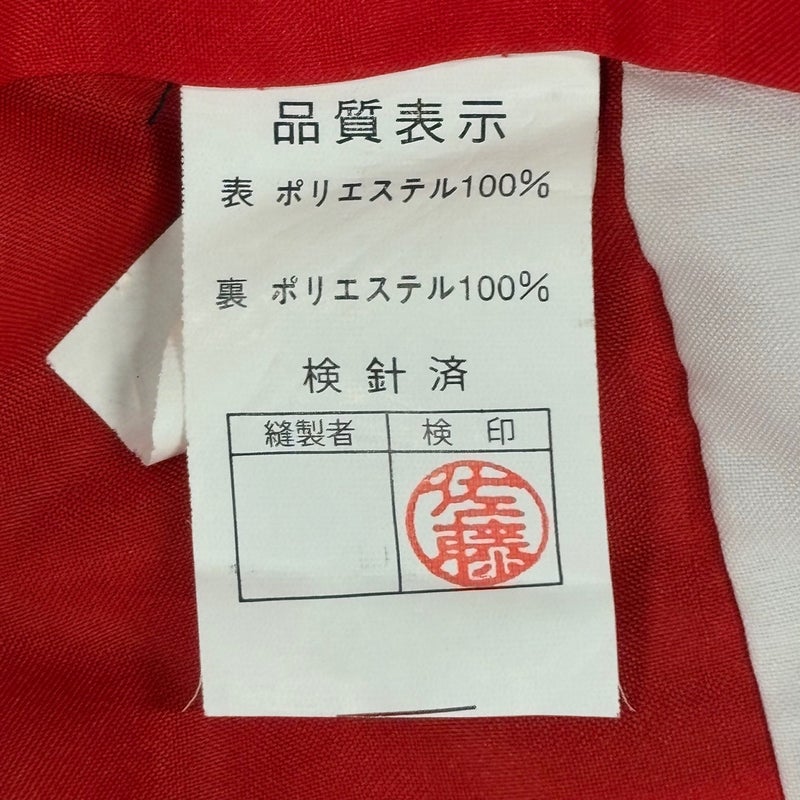 品質表示
表 ポリエステル100%
裏 ポリエステル100%
検針済
縫製者 検印
佐藤